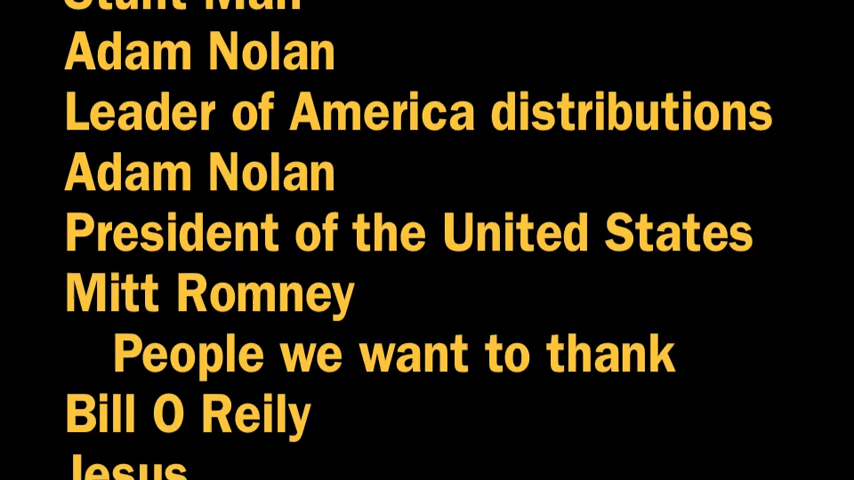 Stunt Man
Adam Nolan
Leader of America distributions
Adam Nolan
President of the United States
Mitt Romney
People we want to thank
Bill O Reily
Jesus